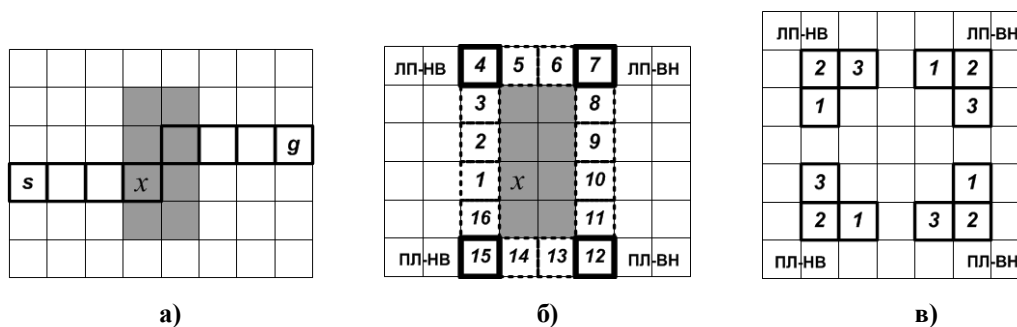 s x g
а)
ЛП-НВ 4 5 6 7 ЛП-ВН
3 8
2 9
1 x 10
16 11
ПЛ-НВ 15 14 13 12 ПЛ-ВН
б)
ЛП-НВ ЛП-ВН
2 3 1 2
1 3
3 1
2 1 3 2
ПЛ-НВ ПЛ-ВН
в)